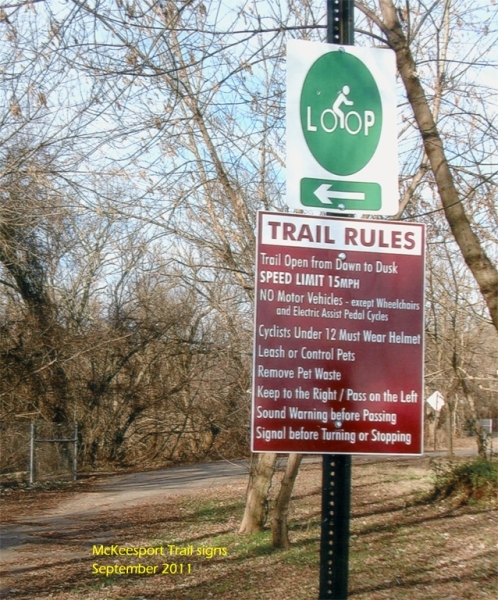 LOOP
TRAIL RULES
Trail Open from Dawn to Dusk
SPEED LIMIT 15MPH
NO Motor Vehicles - except Wheelchairs
and Electric Assist Pedal Cycles
Cyclists Under 12 Must Wear Helmet
Leash or Control Pets
Remove Pet Waste
Keep to the Right / Pass on the Left
Sound Warning before Passing
Signal before Turning or Stopping
McKeesport Trail signs
September 2011